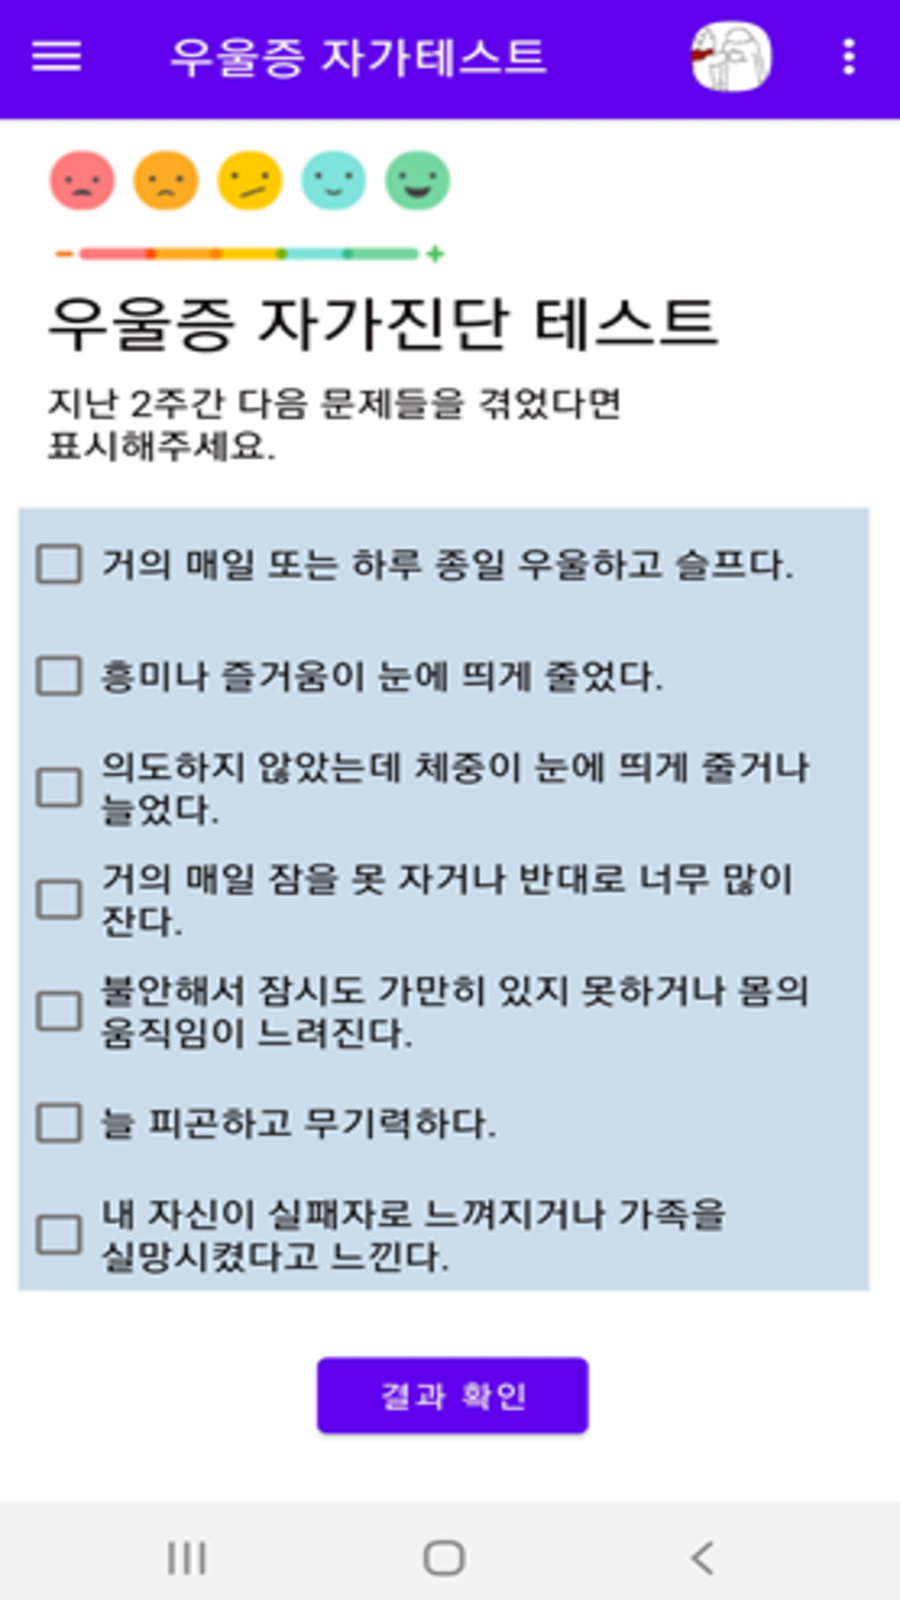 우울증 자가테스트
우울증 자가진단 테스트
지난 2주간 다음 문제들을 겪었다면
표시해주세요.
거의 매일 또는 하루 종일 우울하고 슬프다.
흥미나 즐거움이 눈에 띄게 줄었다.
의도하지 않았는데 체중이 눈에 띄게 줄거나
늘었다.
거의 매일 잠을 못 자거나 반대로 너무 많이
잔다.
불안해서 잠시도 가만히 있지 못하거나 몸의
움직임이 느려진다.
늘 피곤하고 무기력하다.
내 자신이 실패자로 느껴지거나 가족을
실망시켰다고 느낀다.
결과 확인